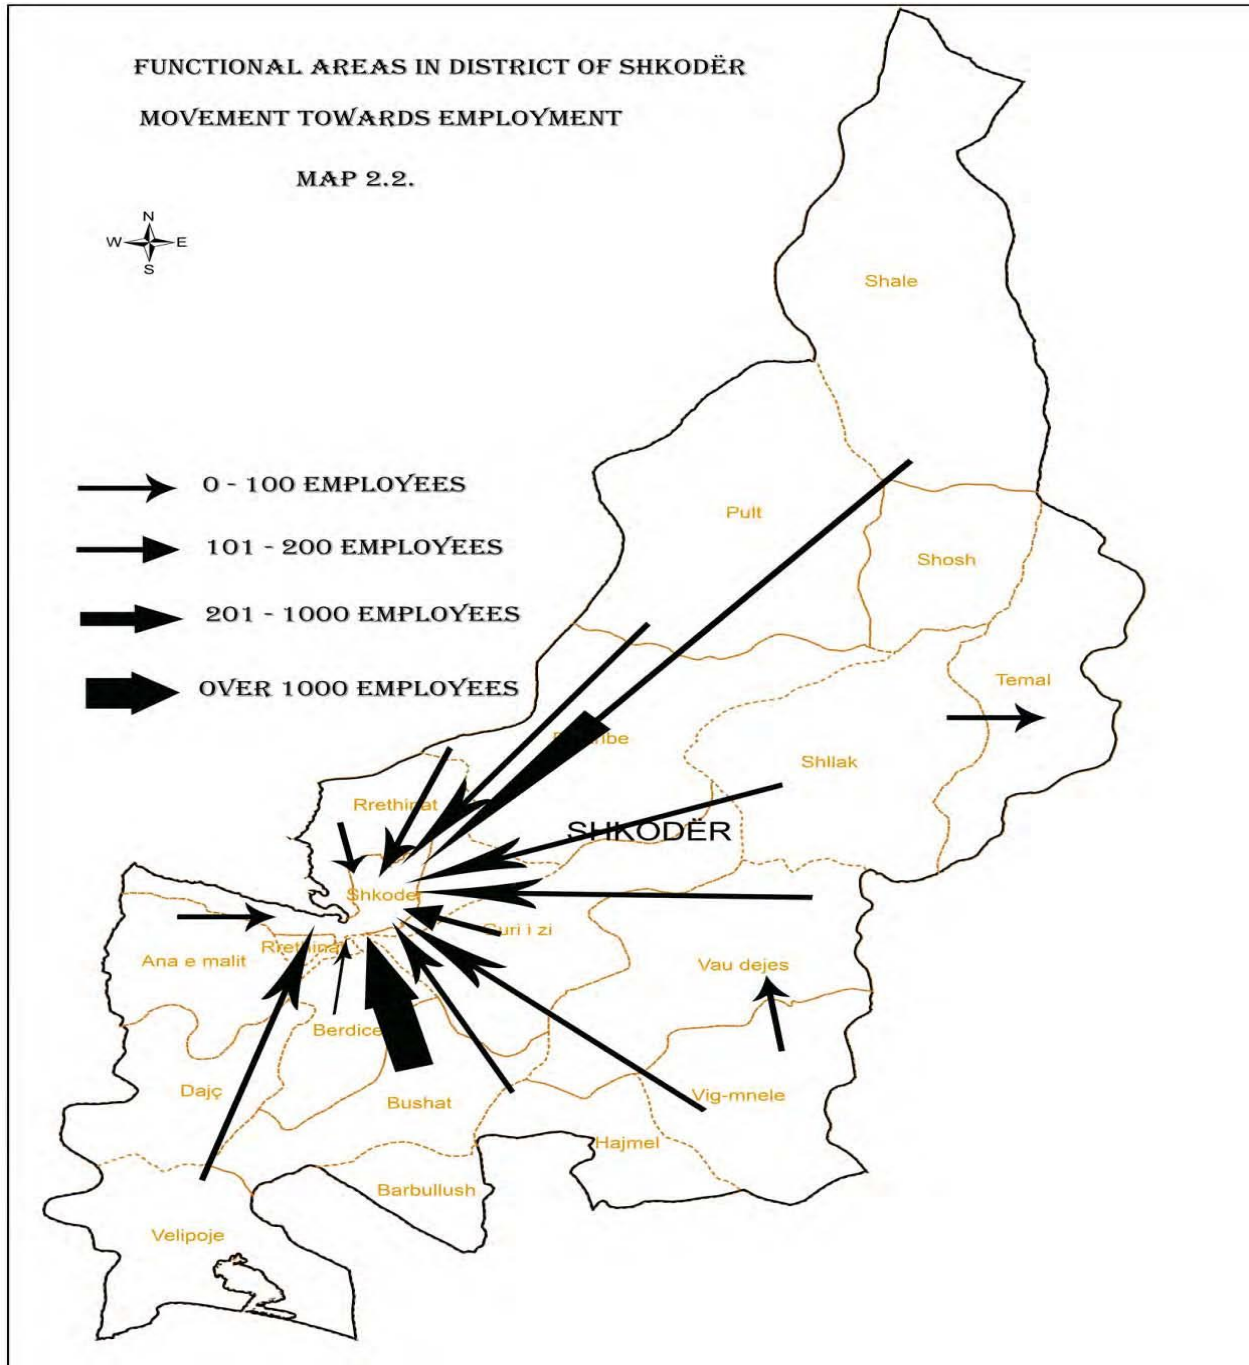 FUNCTIONAL AREAS IN DISTRICT OF SHKODËR
MOVEMENT TOWARDS EMPLOYMENT
MAP 2.2.
N
W E
S
Shale
0 - 100 EMPLOYEES
101 - 200 EMPLOYEES
201 - 1000 EMPLOYEES
OVER 1000 EMPLOYEES
Pult
Shosh
Temal
Shllak
Rrethinat
SHKODËR
Shkoder
Guri i zi
Rrethinat
Ana e malit
Vau dejes
Berdice
Dajç
Bushat
Vig-mnele
Hajmel
Barbullush
Velipoje